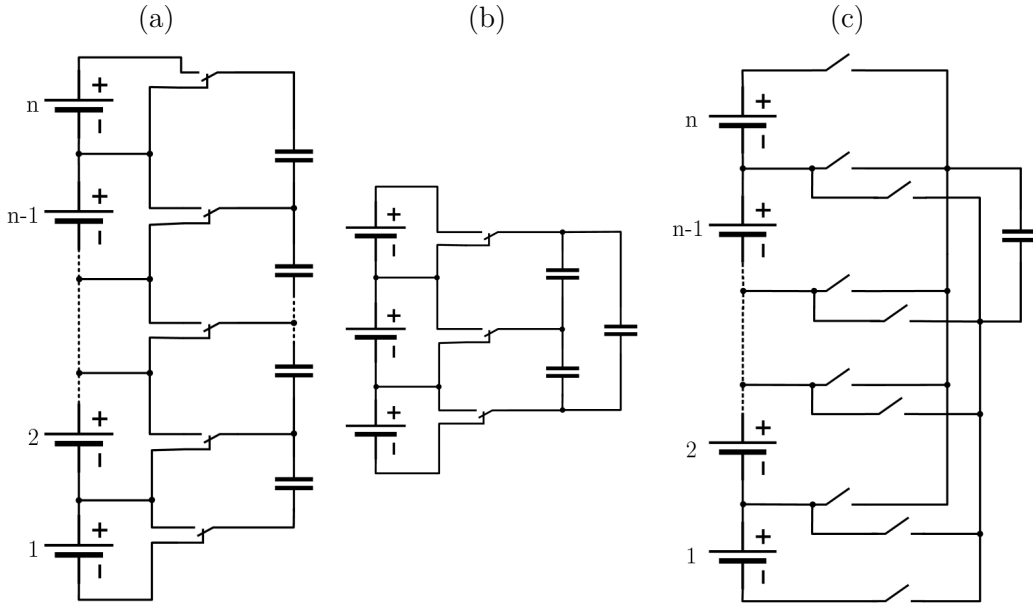 (a) (b) (c)
n + −
n-1 + −
2 + −
1 + −
+ −
+ −
+ −
n + −
n-1 + −
2 + −
1 + −